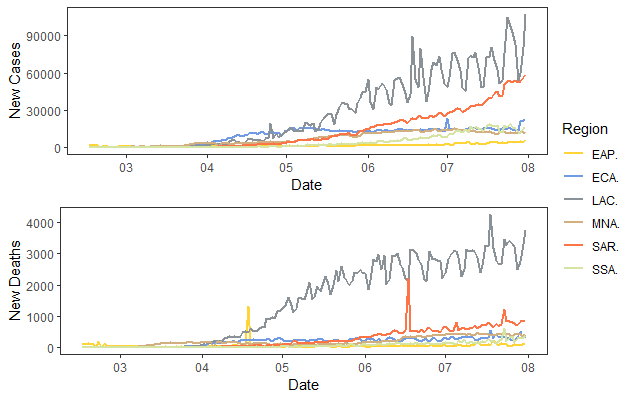 New Cases
90000
60000
30000
0
03 04 05 06 07 08
Date
Region
EAP.
ECA.
LAC.
MNA.
SAR.
SSA.
New Deaths
4000
3000
2000
1000
0
03 04 05 06 07 08
Date